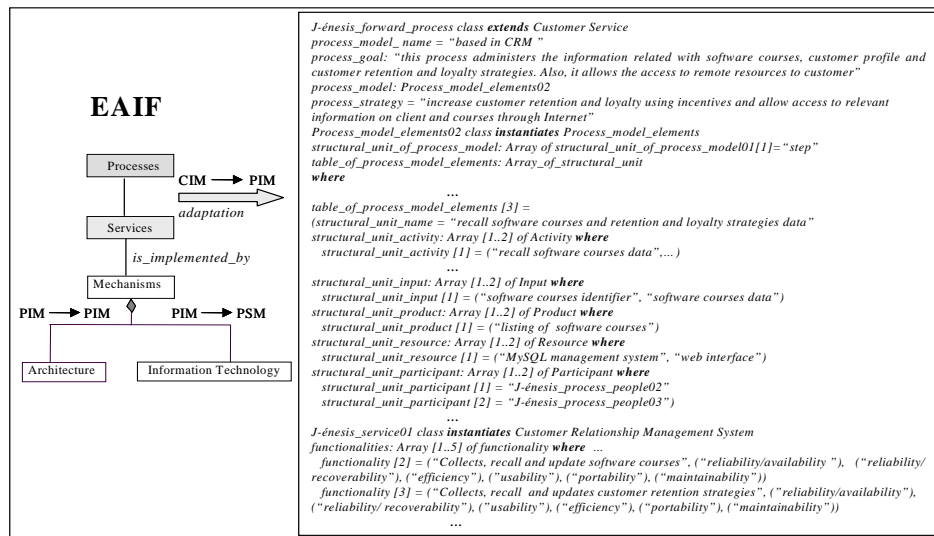 EAIF
Processes
CIM → PIM
adaptation
Services
is_implemented_by
Mechanisms
PIM → PIM
PIM → PSM
Architecture
Information Technology
J-énesis_forward_process class extends Customer Service
process_model_ name = “based in CRM ”
process_goal: “this process administers the information related with software courses, customer profile and
customer retention and loyalty strategies. Also, it allows the access to remote resources to customer”
process_model: Process_model_elements02
process_strategy = “increase customer retention and loyalty using incentives and allow access to relevant
information on client and courses through Internet”
Process_model_elements02 class instantiates Process_model_elements
structural_unit_of_process_model: Array of structural_unit_of_process_model01[1]=“step”
table_of_process_model_elements: Array_of_structural_unit
where
...
table_of_process_model_elements [3] =
(structural_unit_name = “recall software courses and retention and loyalty strategies data”
structural_unit_activity: Array [1..2] of Activity where
structural_unit_activity [1] = (“recall software courses data”,...)
...
structural_unit_input: Array [1..2] of Input where
structural_unit_input [1] = (“software courses identifier”, “software courses data”)
structural_unit_product: Array [1..2] of Product where
structural_unit_product [1] = (“listing of software courses”)
structural_unit_resource: Array [1..2] of Resource where
structural_unit_resource [1] = (“MySQL management system”, “web interface”)
structural_unit_participant: Array [1..2] of Participant where
structural_unit_participant [1] = “J-énesis_process_people02”
structural_unit_participant [2] = “J-énesis_process_people03”)
...
J-énesis_service01 class instantiates Customer Relationship Management System
functionalities: Array [1..5] of functionality where ...
functionality [2] = (“Collects, recall and update software courses”, (“reliability/availability ”), (“reliability/
recoverability”), (“efficiency”), (”usability”), (“portability”), (“maintainability”))
functionality [3] = (“Collects, recall and updates customer retention strategies”, (”reliability/availability”),
(“reliability/ recoverability”), (”usability”), (“efficiency”), (“portability”), (“maintainability”))
...